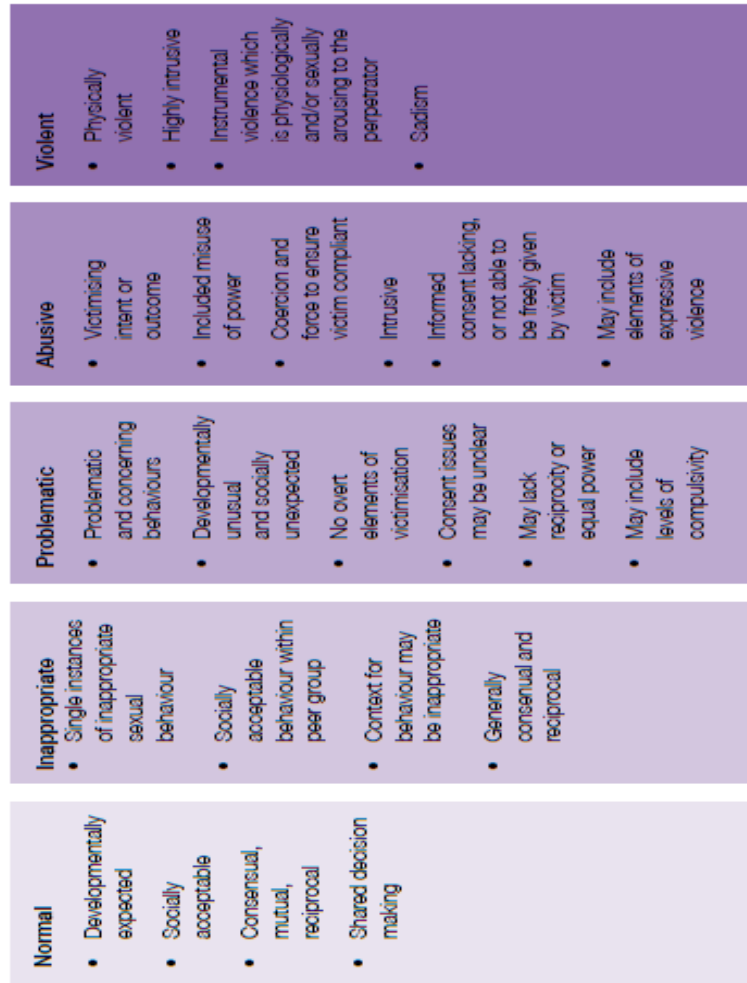 Normal
• Developmentally
expected
• Socially
acceptable
• Consensual,
mutual,
reciprocal
• Shared decision
making
Inappropriate
• Single instances
of inappropriate
sexual
behaviour
• Socially
acceptable
behaviour within
peer group
• Context for
behaviour may
be inappropriate
• Generally
consenual and
reciprocal
Problematic
• Problematic
and concerning
behaviours
• Developmentally
unusual
and socially
unexpected
• No overt
elements of
victimisation
• Consent issues
may be unclear
• May lack
reciprocity or
equal power
• May include
levels of
compulsivity
Abusive
• Victimising
intent or
outcome
• Included misuse
of power
• Coercion and
force to ensure
victim compliant
• Intrusive
• Informed
consent lacking,
or not able to
be freely given
by victim
• May include
elements of
expressive
violence
Violent
• Physically
violent
• Highly intrusive
• Instrumental
violence which
is physiologically
and/or sexually
arousing to the
perpetrator
• Sadism